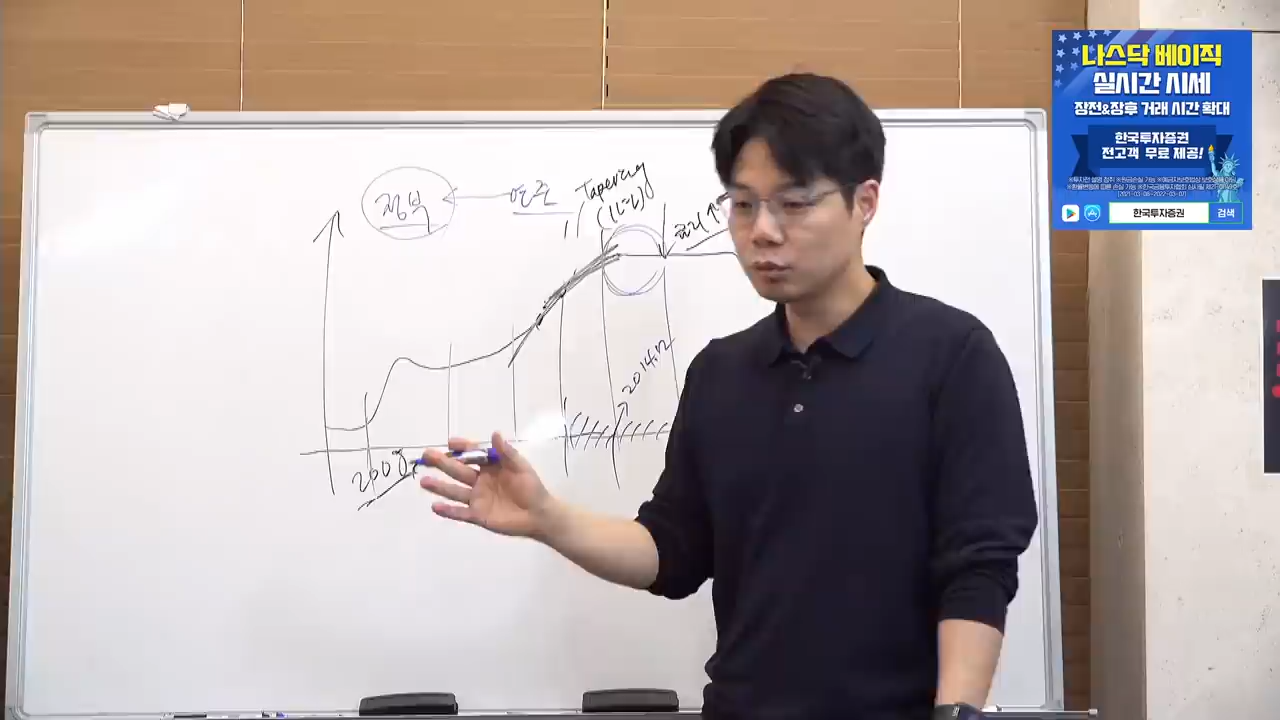 정부
연준
Tapering
금리↑
2014.12
2008
나스닥 베이직
실시간 시세
장전&장후 거래 시간 확대
한국투자증권
전고객 무료 제공!
한국투자증권
검색